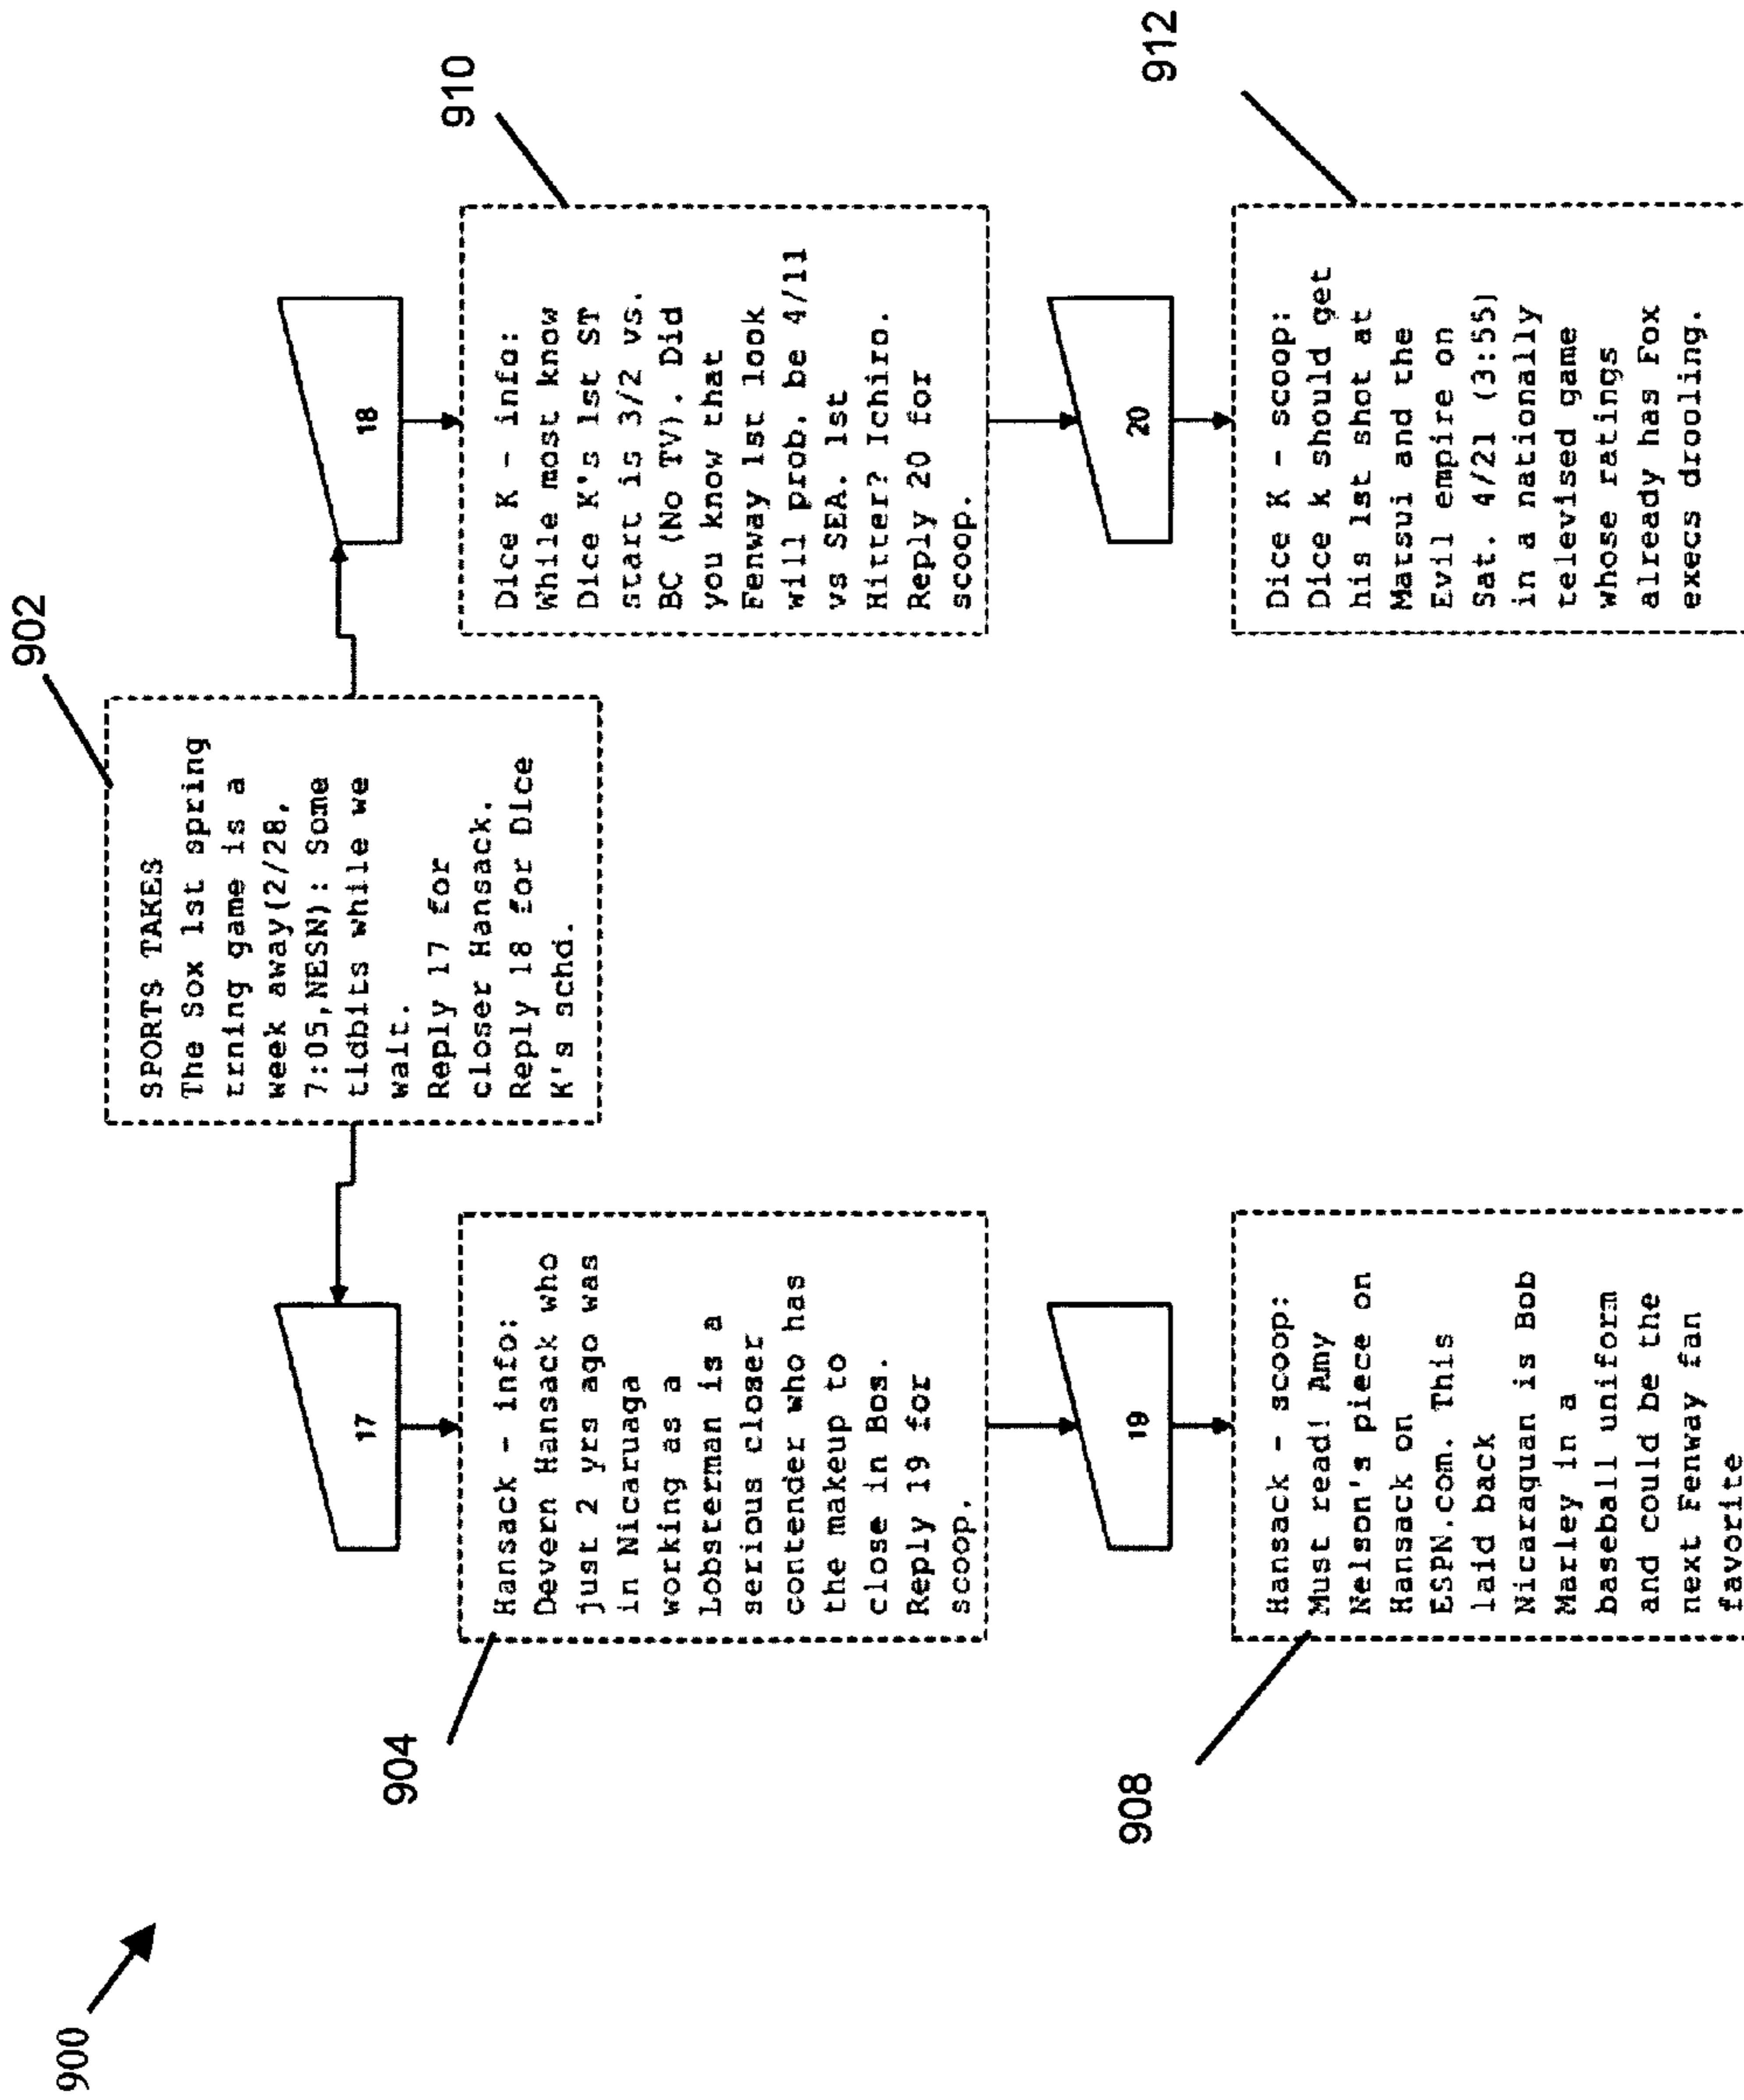 900
902
SPORTS TAKES
The Sox 1st spring
trning game is a
week away(2/28,
7:05,NESN): Some
tidbits while we
wait.
Reply 17 for
closer Hansack.
Reply 18 for Dice
K's schd.
17
904
Hansack - info:
Devern Hansack who
just 2 yrs ago was
in Nicaruaga
working as a
Lobsterman is a
serious closer
contender who has
the makeup to
close in Bos.
Reply 19 for
scoop.
19
908
Hansack - scoop:
Must read! Amy
Nelson's piece on
Hansack on
ESPN.com. This
laid back
Nicaraguan is Bob
Marley in a
baseball uniform
and could be the
next Fenway fan
favorite
18
910
Dice K - info:
While most know
Dice K's 1st ST
start is 3/2 vs.
BC (No TV). Did
you know that
Fenway 1st look
will prob. be 4/11
vs SEA. 1st
Hitter? Ichiro.
Reply 20 for
scoop.
20
912
Dice K - scoop:
Dice k should get
his 1st shot at
Matsui and the
Evil empire on
Sat. 4/21 (3:55)
in a nationally
televised game
whose ratings
already has Fox
execs drooling.